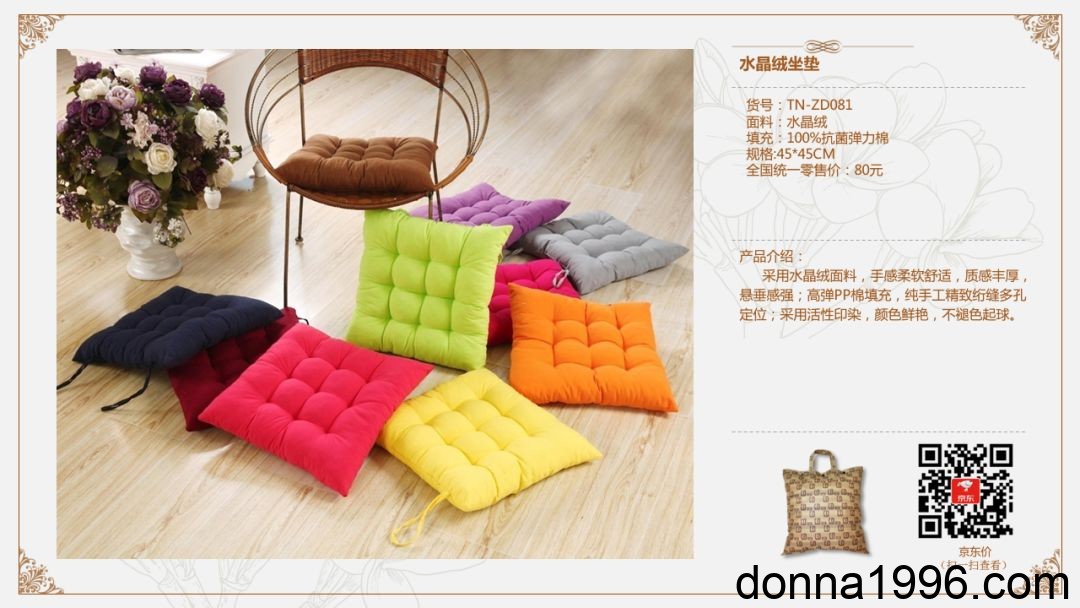 水晶绒坐垫
货号：TN-ZD081
面料：水晶绒
填充：100%抗菌弹力棉
规格:45*45CM
全国统一零售价：80元
产品介绍：
采用水晶绒面料，手感柔软舒适，质感丰厚，
悬垂感强；高弹PP棉填充，纯手工精致绗缝多孔
定位；采用活性印染，颜色鲜艳，不褪色起球。
京东
京东价
（扫一扫查看）
donna1996.com